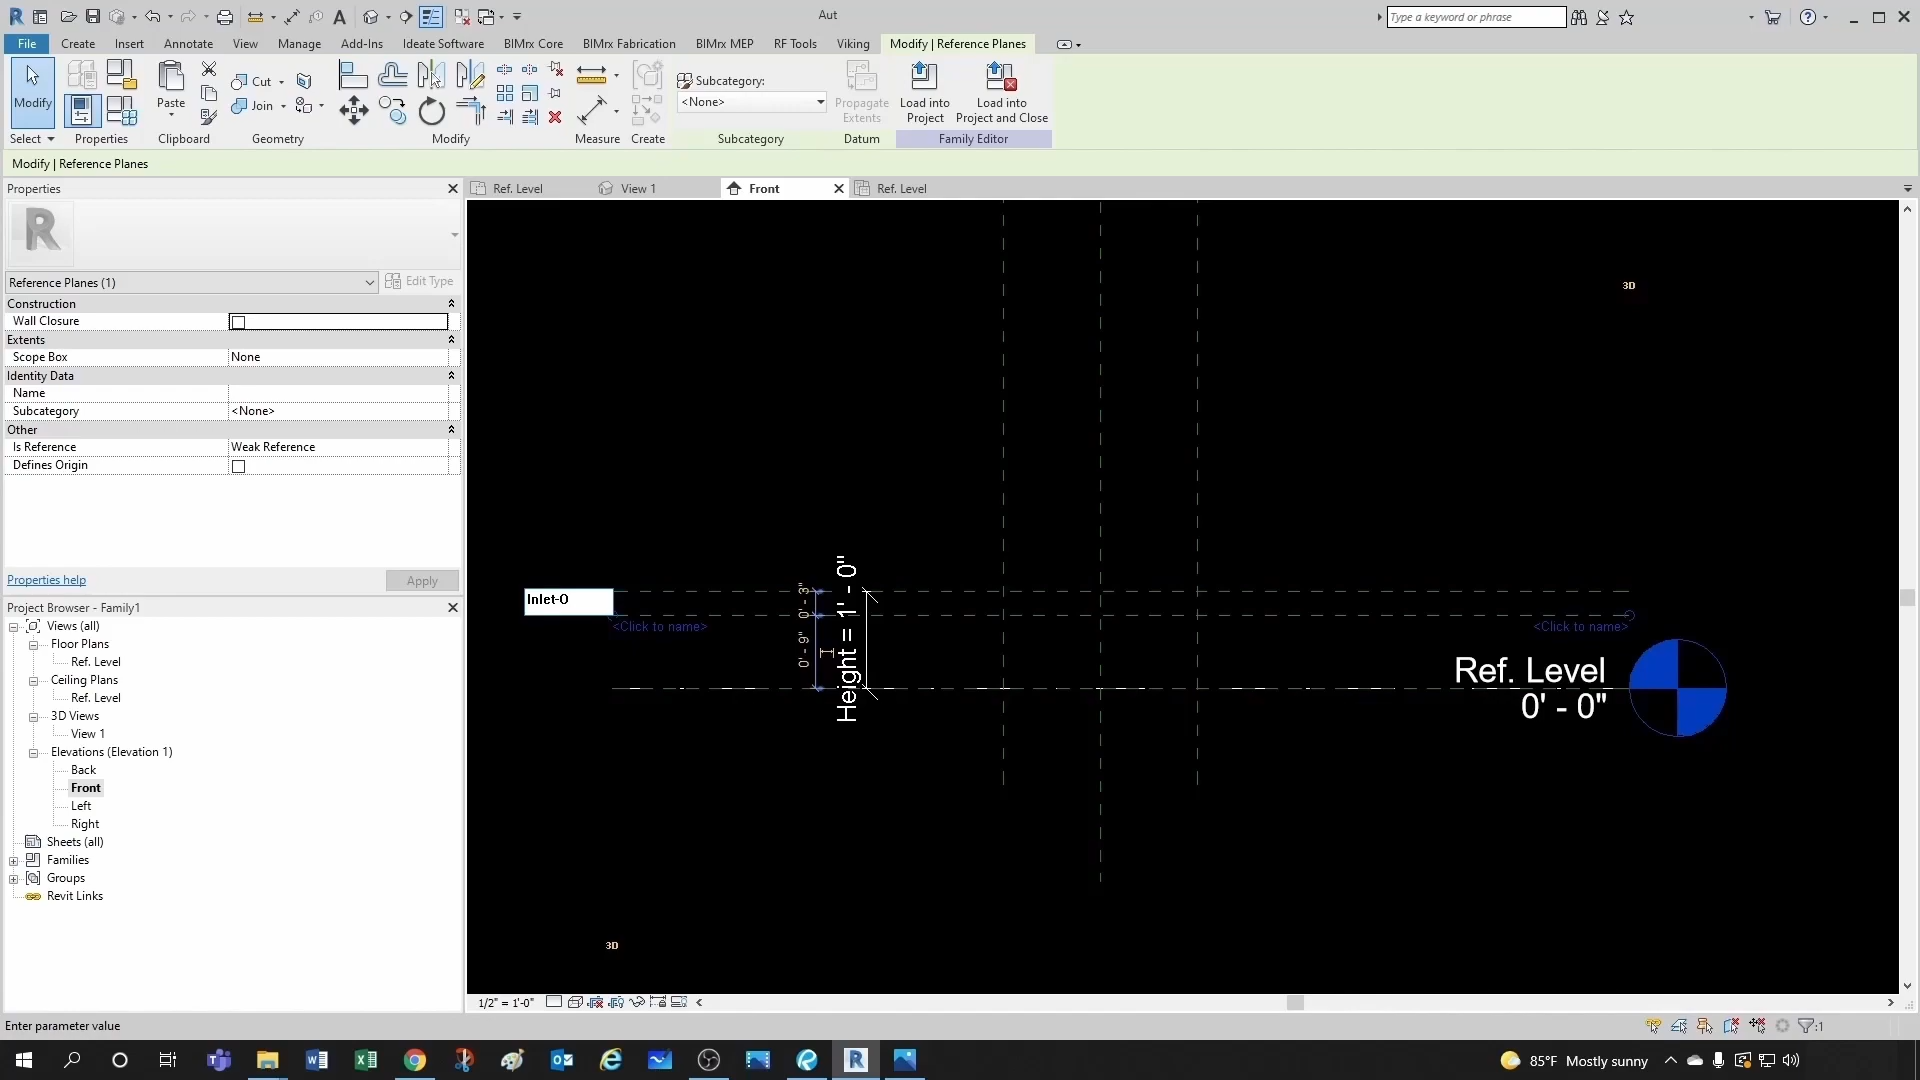 Aut
Type a keyword or phrase
File Create Insert Annotate View Manage Add-Ins Ideate Software BIMrx Core BIMrx Fabrication BIMrx MEP RF Tools Viking Modify | Reference Planes
Modify
Paste
Cut
Join
Subcategory:
<None>
Propagate Extents
Load into Project
Load into Project and Close
Select Properties Clipboard Geometry Modify Measure Create Subcategory Datum Family Editor
Modify | Reference Planes
Properties
Ref. Level
View 1
Front
Ref. Level
R
Reference Planes (1)
Edit Type
Construction
Wall Closure
Extents
Scope Box None
Identity Data
Name
Subcategory <None>
Other
Is Reference Weak Reference
Defines Origin
Properties help
Apply
Project Browser - Family1
Views (all)
Floor Plans
Ref. Level
Ceiling Plans
Ref. Level
3D Views
View 1
Elevations (Elevation 1)
Back
Front
Left
Right
Sheets (all)
Families
Groups
Revit Links
3D
Inlet-O
<Click to name>
0' - 3"
0' - 9"
Height = 1' - 0"
<Click to name>
Ref. Level
0' - 0"
3D
1/2" = 1'-0"
Enter parameter value
:1
85°F Mostly sunny